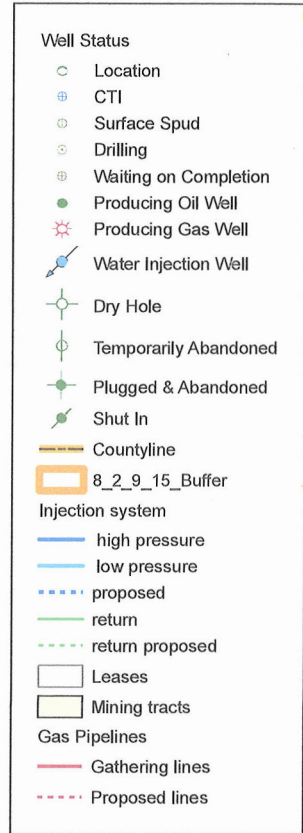 Well Status
Location
CTI
Surface Spud
Drilling
Waiting on Completion
Producing Oil Well
Producing Gas Well
Water Injection Well
Dry Hole
Temporarily Abandoned
Plugged & Abandoned
Shut In
Countyline
8_2_9_15_Buffer
Injection system
high pressure
low pressure
proposed
return
return proposed
Leases
Mining tracts
Gas Pipelines
Gathering lines
Proposed lines